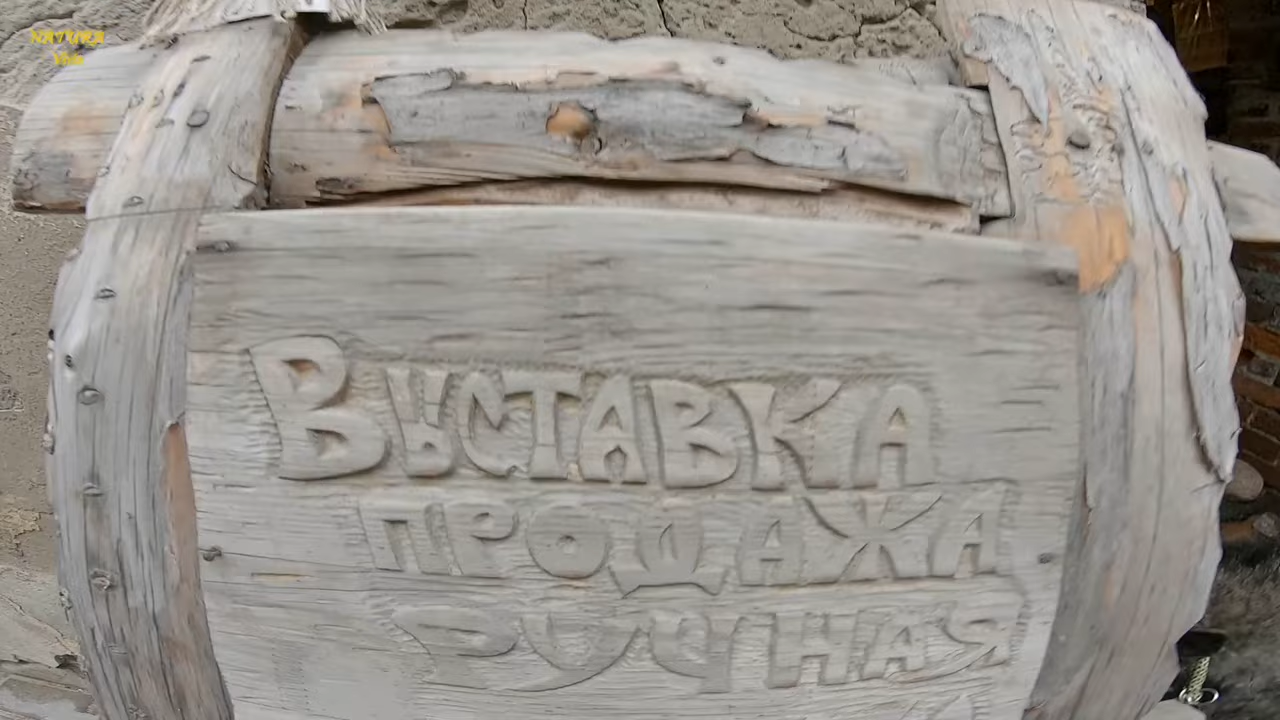 Выставка
продажа
ручная